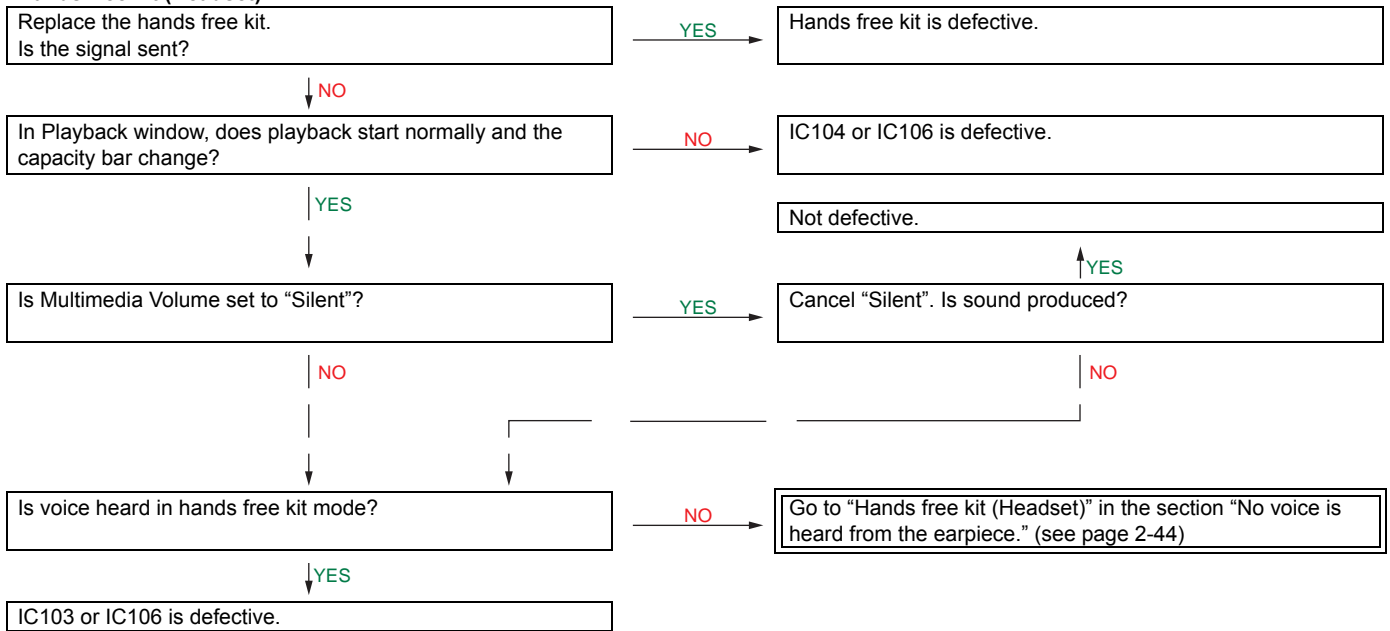 Replace the hands free kit.
Is the signal sent?
YES
Hands free kit is defective.
NO
In Playback window, does playback start normally and the
capacity bar change?
NO
IC104 or IC106 is defective.
YES
Not defective.
YES
Is Multimedia Volume set to “Silent”?
YES
Cancel “Silent”. Is sound produced?
NO
NO
Is voice heard in hands free kit mode?
NO
Go to “Hands free kit (Headset)” in the section “No voice is
heard from the earpiece.” (see page 2-44)
YES
IC103 or IC106 is defective.